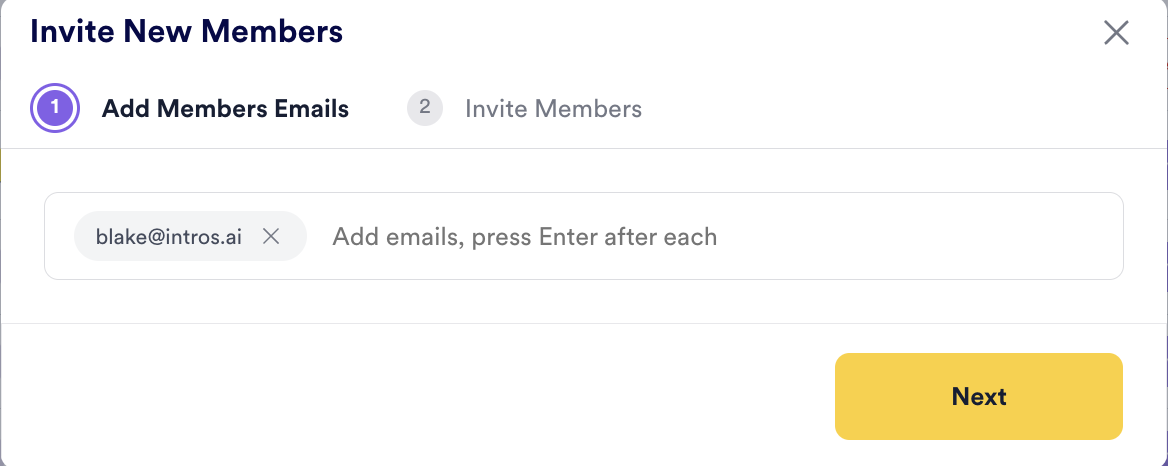 Invite New Members
1 Add Members Emails 2 Invite Members
blake@intros.ai Add emails, press Enter after each
Next